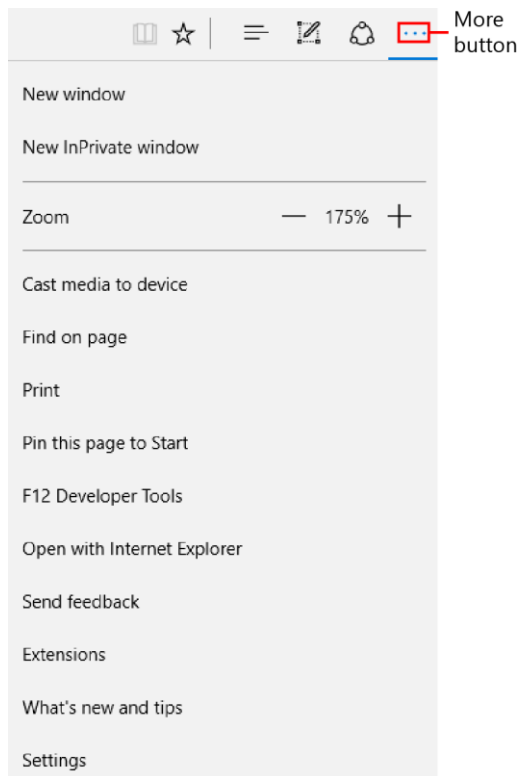 More
button
New window
New InPrivate window
Zoom 175%
Cast media to device
Find on page
Print
Pin this page to Start
F12 Developer Tools
Open with Internet Explorer
Send feedback
Extensions
What's new and tips
Settings